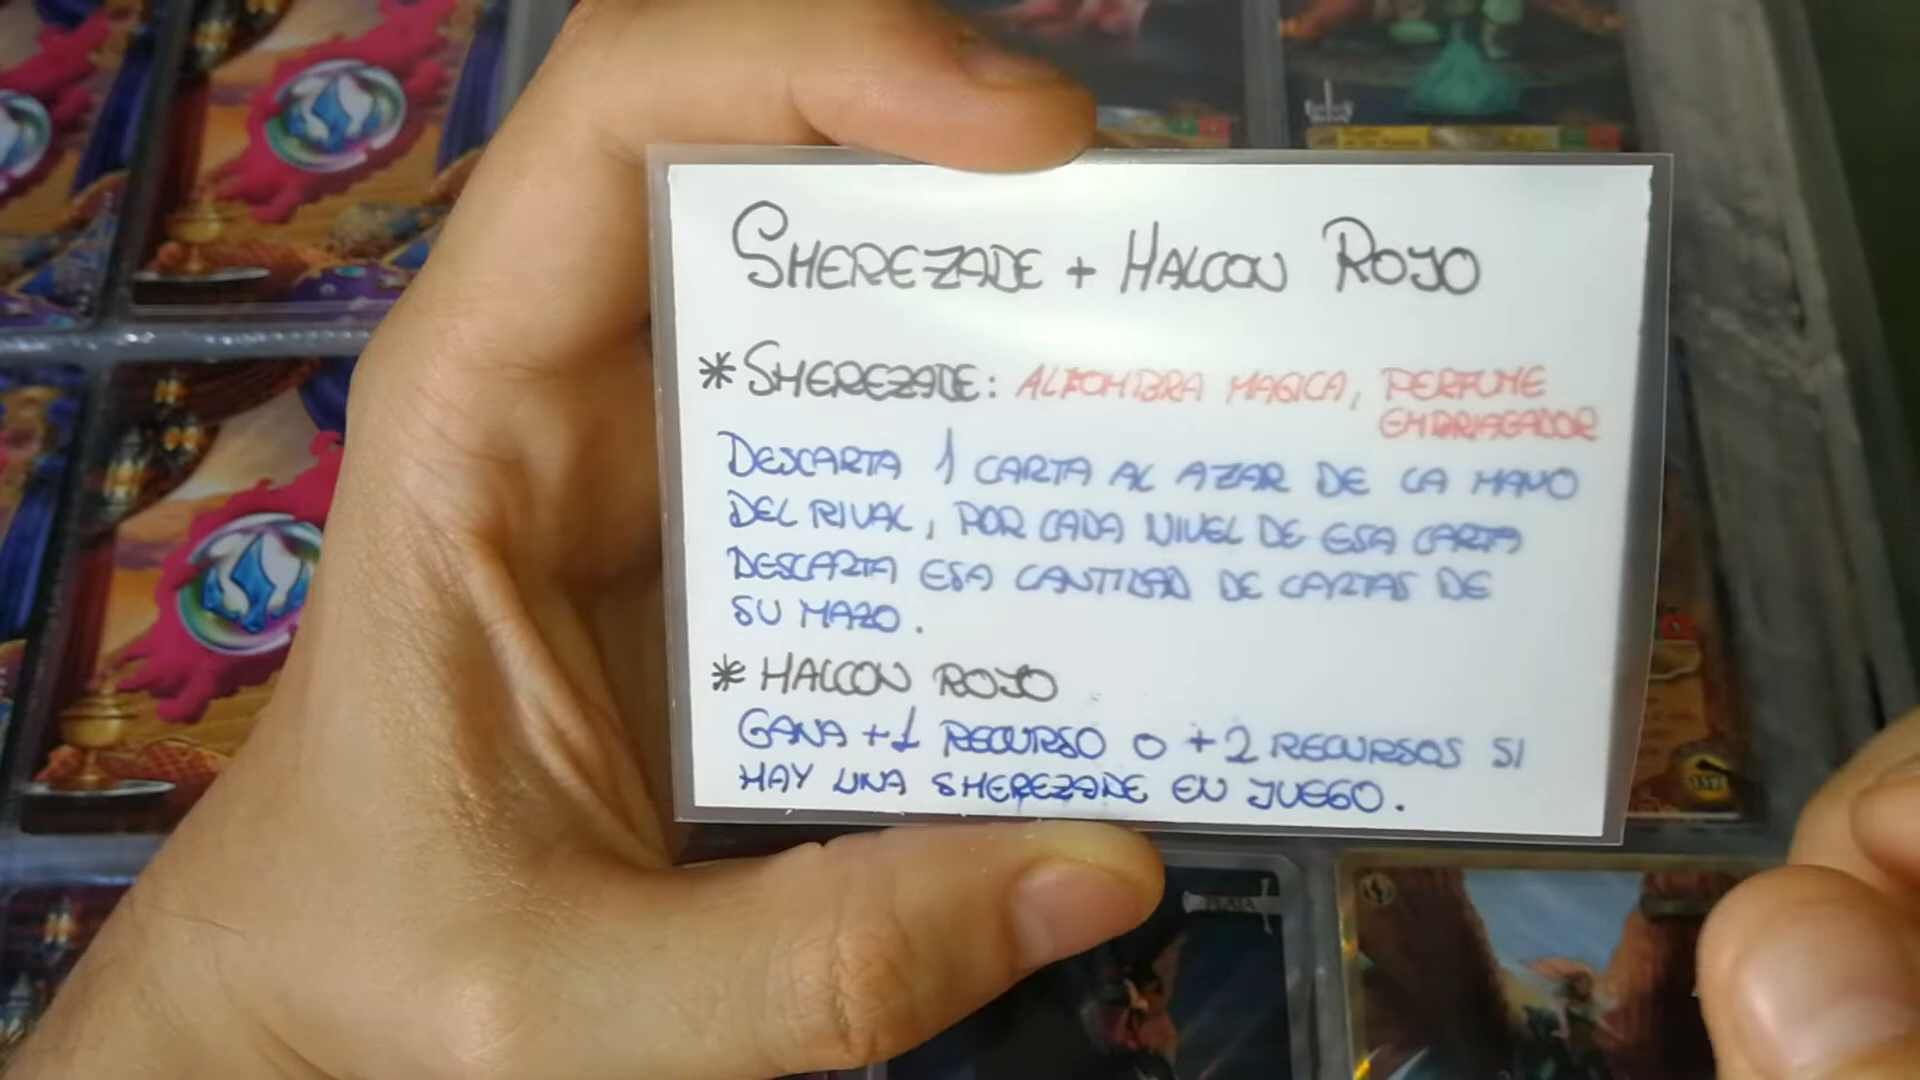 SHEREZADE + HALCON ROJO
* SHEREZADE: ALFOMBRA MAGICA, PERFUME
EMBRIAGADOR
DESCARTA 1 CARTA AL AZAR DE LA MANO
DEL RIVAL, POR CADA NIVEL DE ESA CARTA
DESCARTA ESA CANTIDAD DE CARTAS DE
SU MAZO.
* HALCON ROJO
GANA +1 RECURSO O +2 RECURSOS SI
HAY UNA SHEREZADE EN JUEGO.
PLATA